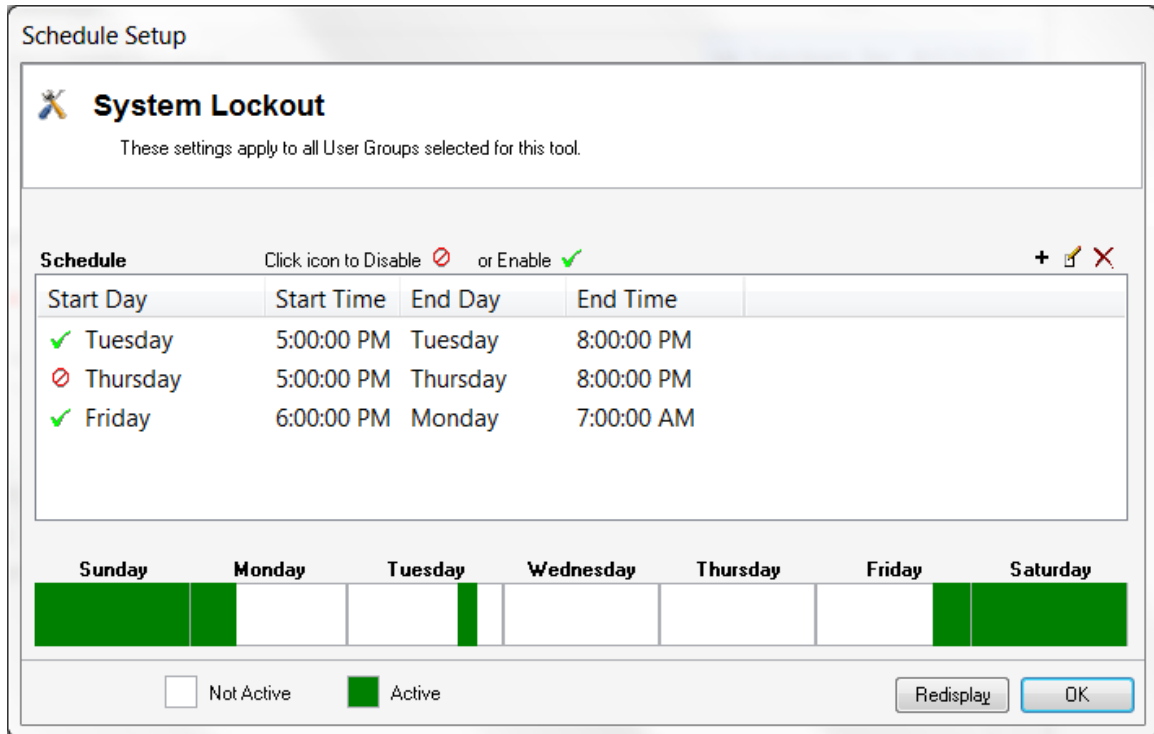 Schedule Setup
System Lockout
These settings apply to all User Groups selected for this tool.
Schedule Click icon to Disable or Enable
Start Day Start Time End Day End Time
Tuesday 5:00:00 PM Tuesday 8:00:00 PM
Thursday 5:00:00 PM Thursday 8:00:00 PM
Friday 6:00:00 PM Monday 7:00:00 AM
Sunday Monday Tuesday Wednesday Thursday Friday Saturday
Not Active Active Redisplay OK